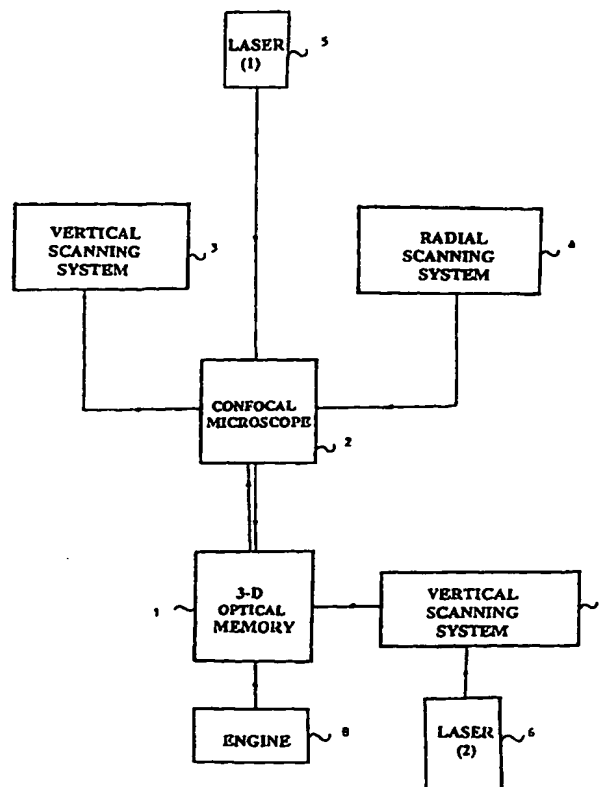 LASER
(1)
5
VERTICAL
SCANNING
SYSTEM
3
RADIAL
SCANNING
SYSTEM
4
CONFOCAL
MICROSCOPE
2
3-D
OPTICAL
MEMORY
1
VERTICAL
SCANNING
SYSTEM
ENGINE
8
LASER
(2)
6